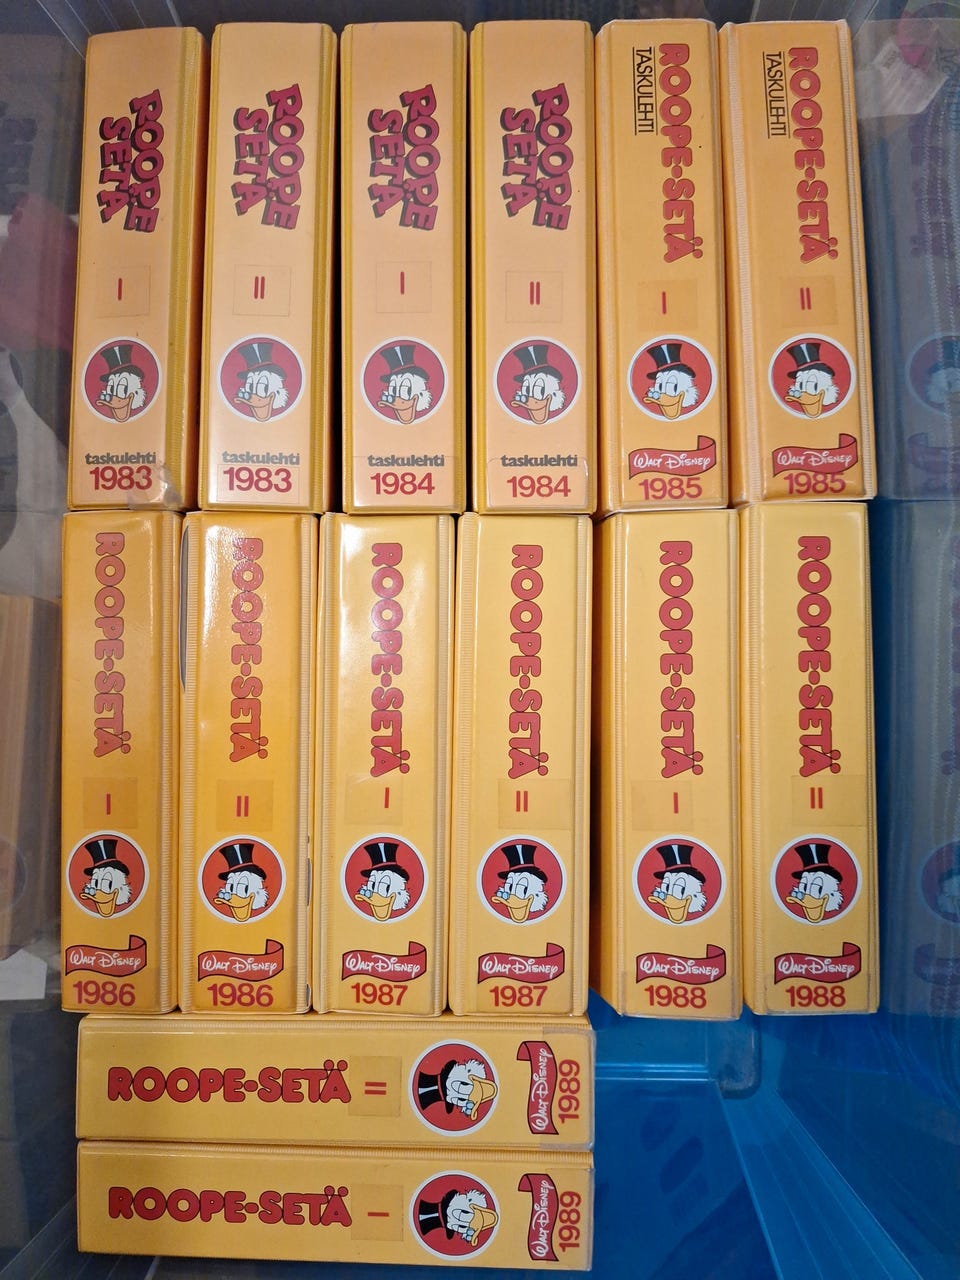 ROOPE
SETÄ
I
taskulehti
1983
ROOPE
SETÄ
II
taskulehti
1983
ROOPE
SETÄ
I
taskulehti
1984
ROOPE
SETÄ
II
taskulehti
1984
ROOPE-SETÄ
TASKULEHTI
I
WALT DISNEY
1985
ROOPE-SETÄ
TASKULEHTI
II
WALT DISNEY
1985
ROOPE-SETÄ
I
WALT DISNEY
1986
ROOPE-SETÄ
II
WALT DISNEY
1986
ROOPE-SETÄ
I
WALT DISNEY
1987
ROOPE-SETÄ
II
WALT DISNEY
1987
ROOPE-SETÄ
I
WALT DISNEY
1988
ROOPE-SETÄ
II
WALT DISNEY
1988
ROOPE-SETÄ II
WALT DISNEY
1989
ROOPE-SETÄ I
WALT DISNEY
1989